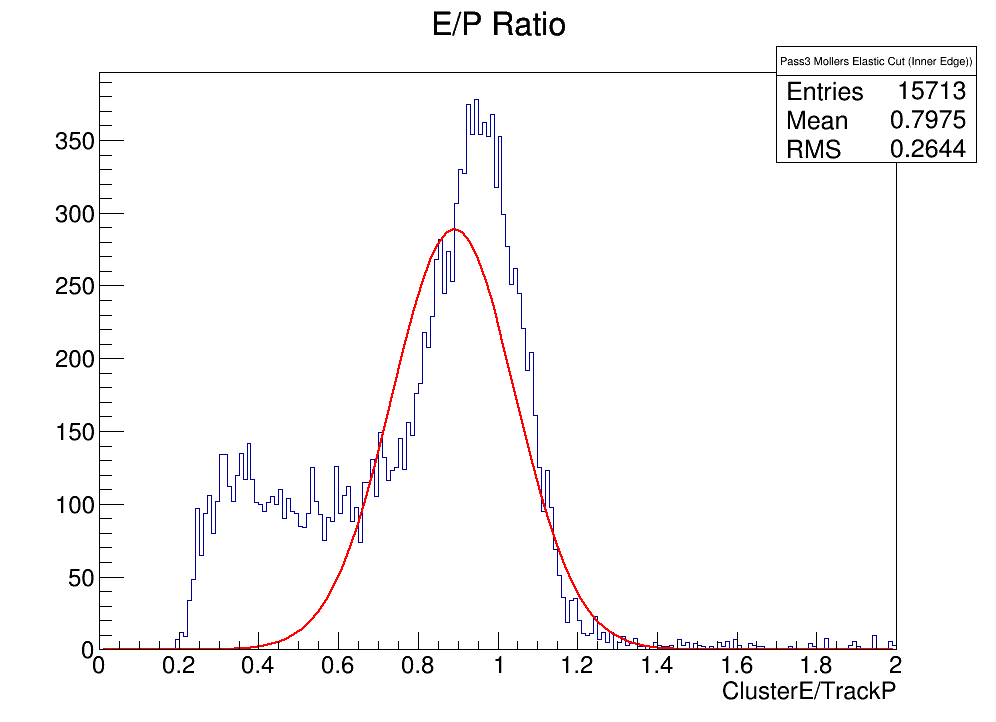 E/P Ratio
Pass3 Mollers Elastic Cut (Inner Edge))
Entries 15713
Mean 0.7975
RMS 0.2644
350
300
250
200
150
100
50
0
0 0.2 0.4 0.6 0.8 1 1.2 1.4 1.6 1.8 2
ClusterE/TrackP